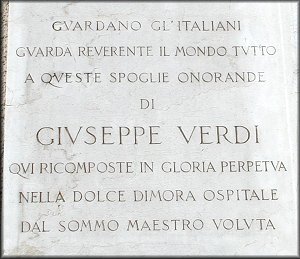 GVARDANO GL'ITALIANI
GVARDA REVERENTE IL MONDO TVTTO
A QVESTE SPOGLIE ONORANDE
DI
GIVSEPPE VERDI
QVI RICOMPOSTE IN GLORIA PERPETVA
NELLA DOLCE DIMORA OSPITALE
DAL SOMMO MAESTRO VOLVTA